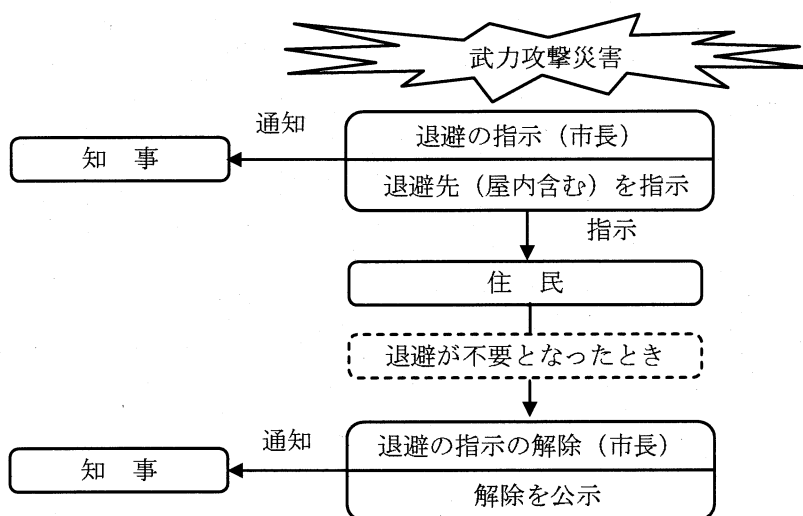 武力攻撃災害
通知
退避の指示（市長）
知　事
退避先（屋内含む）を指示
指示
住　民
退避が不要となったとき
通知
退避の指示の解除（市長）
知　事
解除を公示